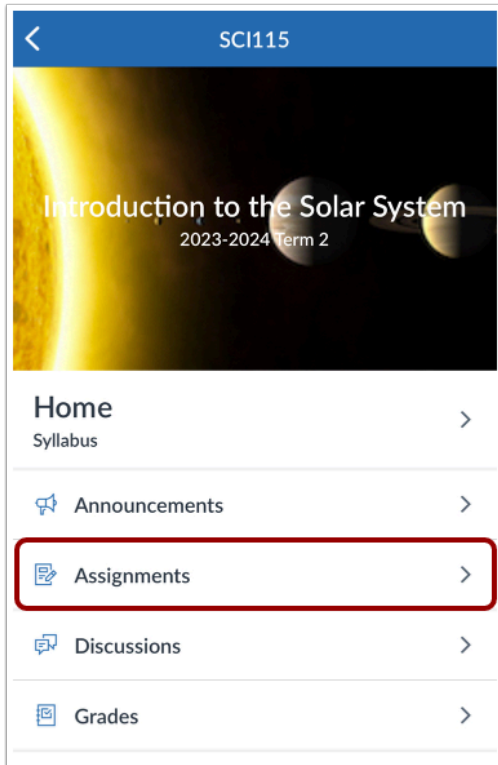 SCI115
Introduction to the Solar System
2023-2024 Term 2
Home
Syllabus
Announcements
Assignments
Discussions
Grades